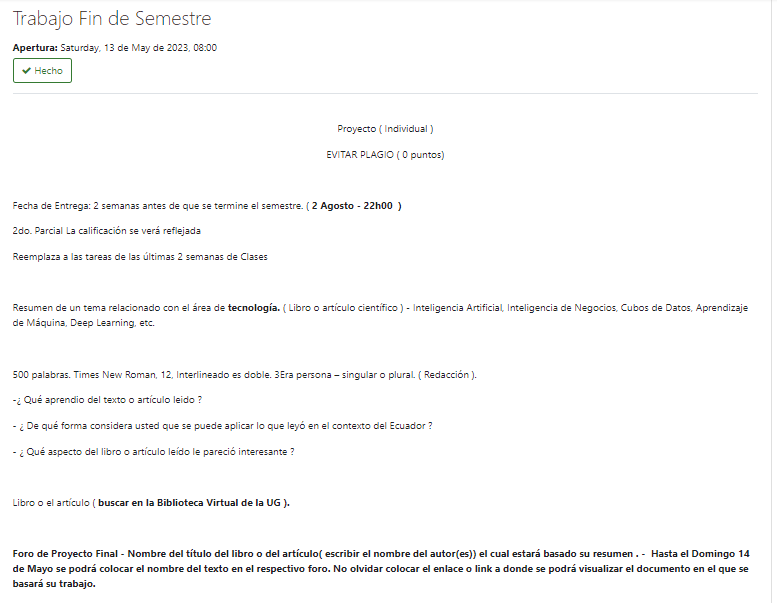 Trabajo Fin de Semestre
Apertura: Saturday, 13 de May de 2023, 08:00
✔ Hecho
Proyecto ( Individual )
EVITAR PLAGIO ( 0 puntos)
Fecha de Entrega: 2 semanas antes de que se termine el semestre. ( 2 Agosto - 22h00 )
2do. Parcial La calificación se verá reflejada
Reemplaza a las tareas de las últimas 2 semanas de Clases
Resumen de un tema relacionado con el área de tecnología. ( Libro o artículo científico ) - Inteligencia Artificial, Inteligencia de Negocios, Cubos de Datos, Aprendizaje
de Máquina, Deep Learning, etc.
500 palabras. Times New Roman, 12, Interlineado es doble. 3Era persona – singular o plural. ( Redacción ).
-¿ Qué aprendio del texto o artículo leido ?
- ¿ De qué forma considera usted que se puede aplicar lo que leyó en el contexto del Ecuador ?
- ¿ Qué aspecto del libro o artículo leído le pareció interesante ?
Libro o el artículo ( buscar en la Biblioteca Virtual de la UG ).
Foro de Proyecto Final - Nombre del título del libro o del artículo( escribir el nombre del autor(es)) el cual estará basado su resumen . - Hasta el Domingo 14
de Mayo se podrá colocar el nombre del texto en el respectivo foro. No olvidar colocar el enlace o link a donde se podrá visualizar el documento en el que se
basará su trabajo.